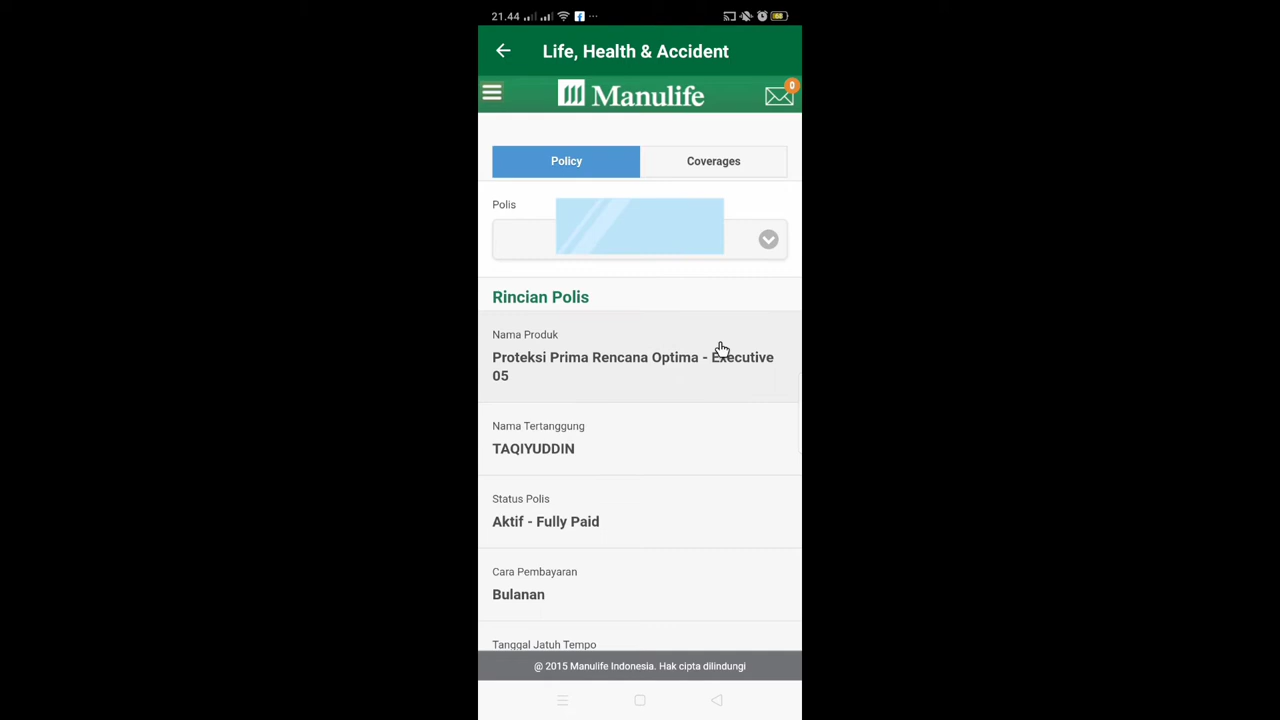 21.44
Life, Health & Accident
Manulife
0
Policy
Coverages
Polis
Rincian Polis
Nama Produk
Proteksi Prima Rencana Optima - Executive
05
Nama Tertanggung
TAQIYUDDIN
Status Polis
Aktif - Fully Paid
Cara Pembayaran
Bulanan
Tanggal Jatuh Tempo
@ 2015 Manulife Indonesia. Hak cipta dilindungi